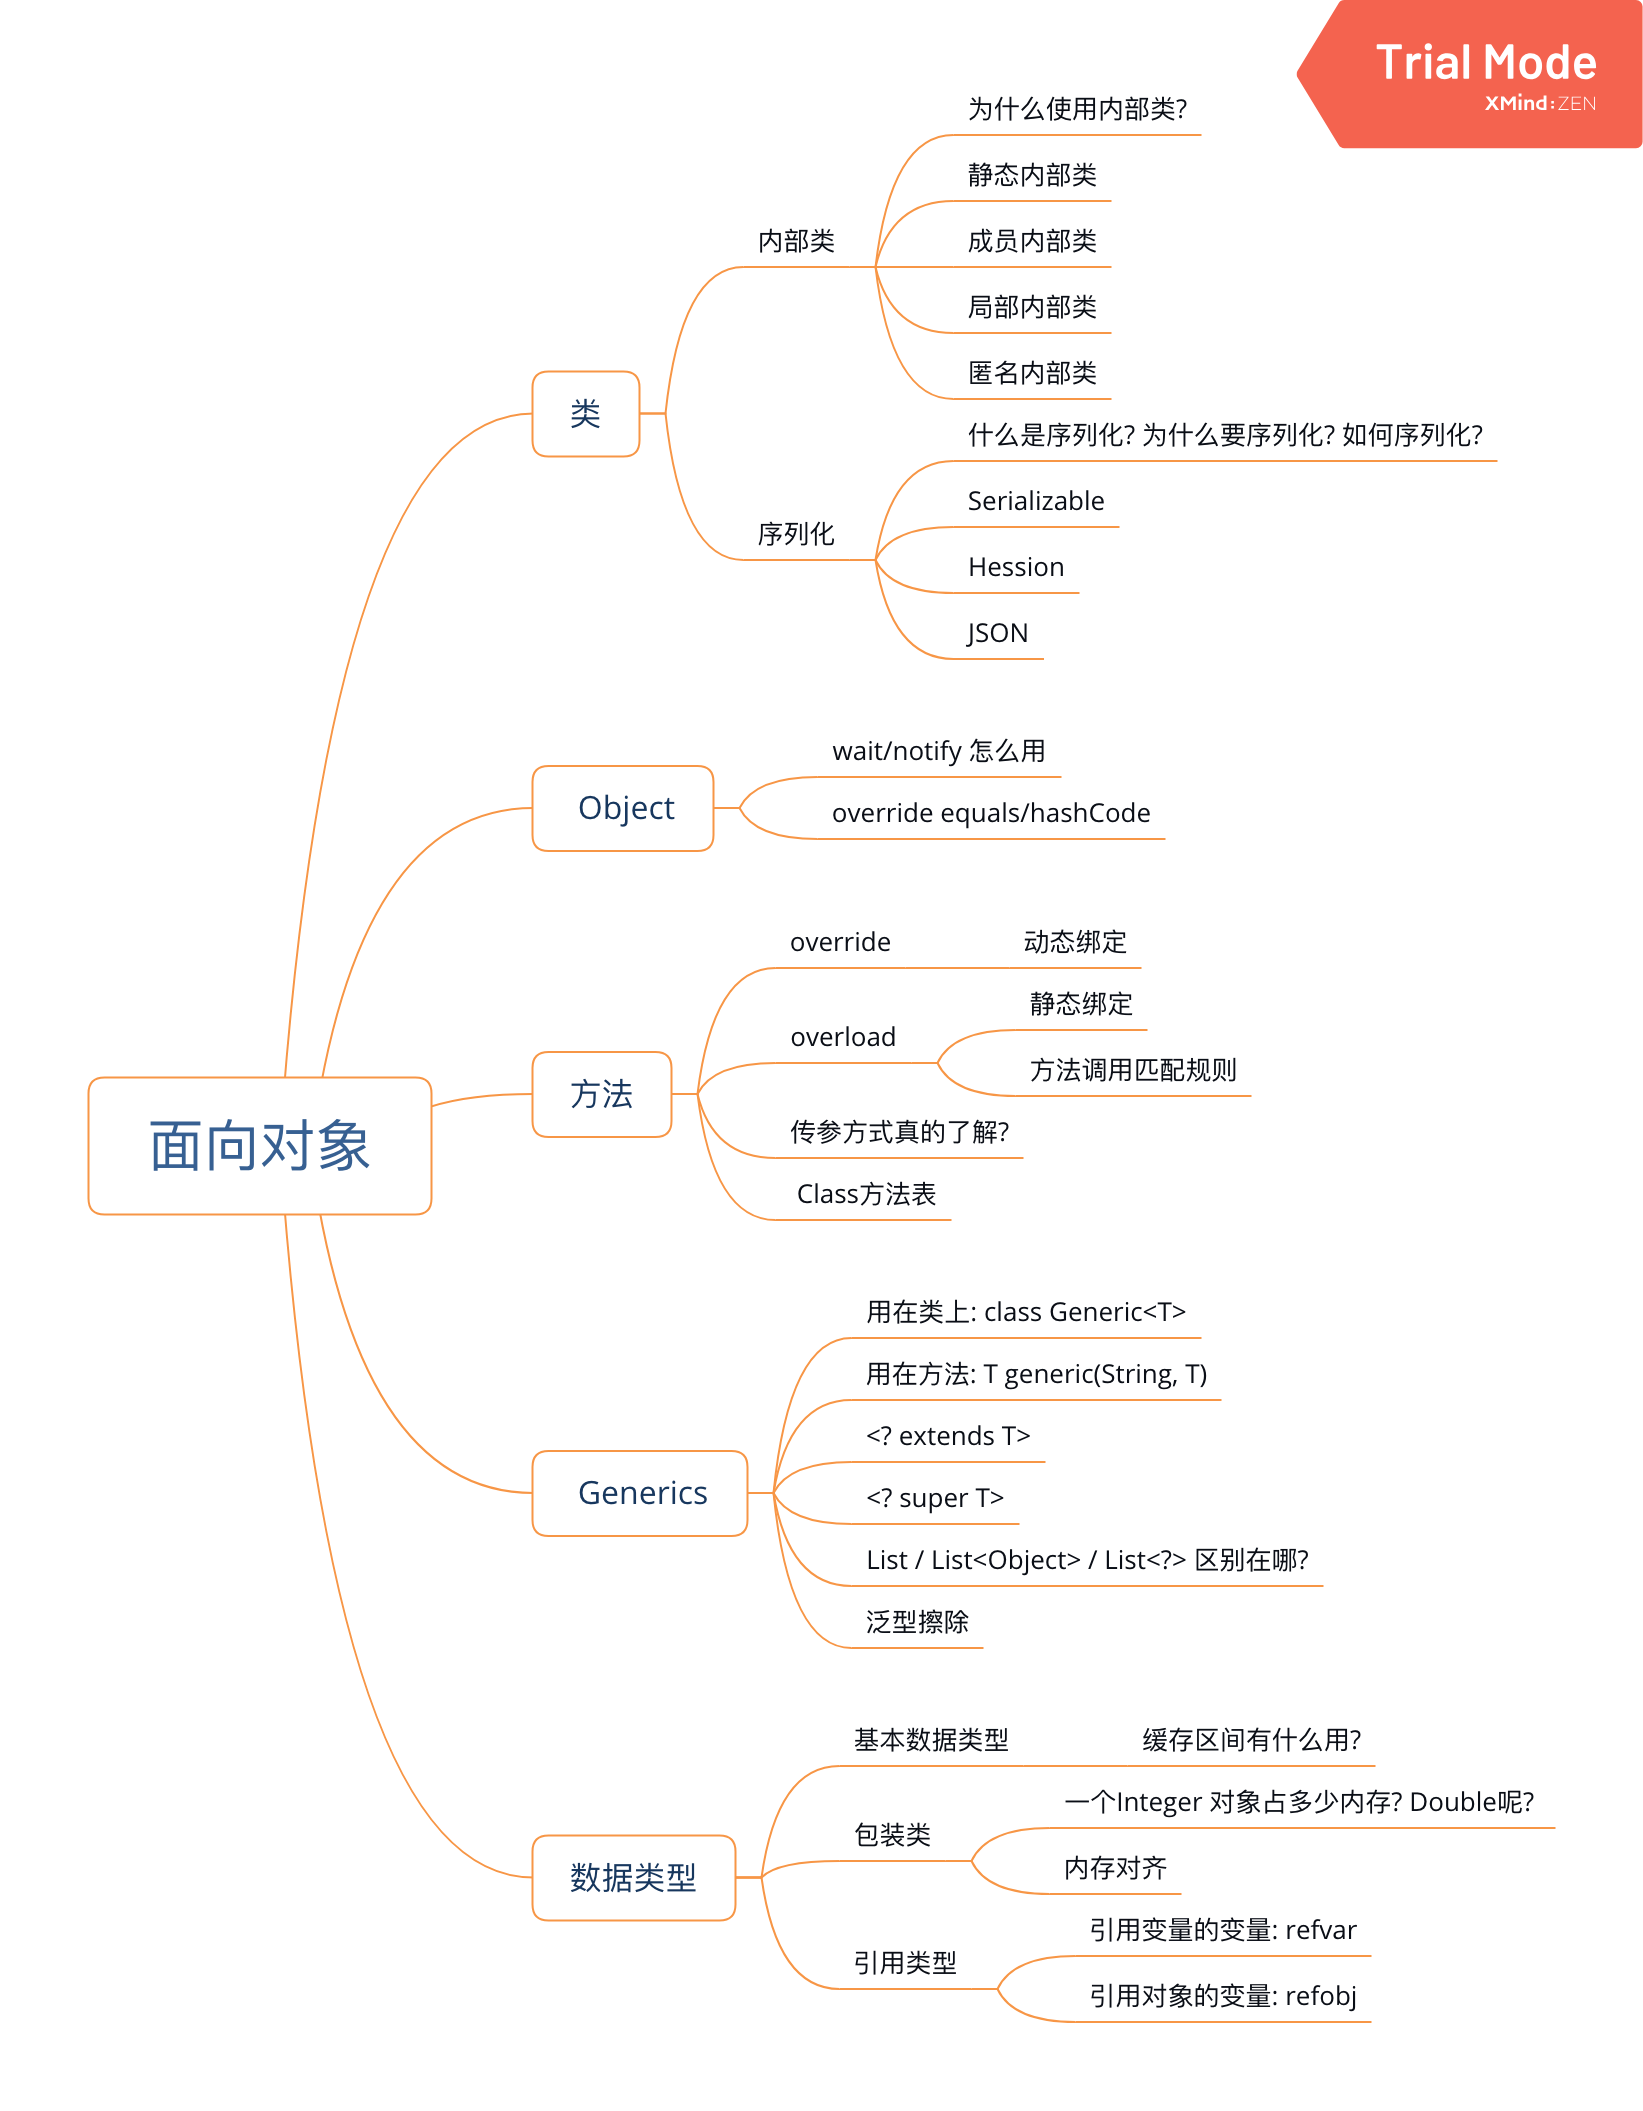 Trial Mode
XMind:ZEN
为什么使用内部类?
静态内部类
内部类
成员内部类
局部内部类
匿名内部类
类
什么是序列化? 为什么要序列化? 如何序列化?
Serializable
序列化
Hession
JSON
wait/notify 怎么用
Object
override equals/hashCode
override
动态绑定
静态绑定
overload
方法调用匹配规则
方法
传参方式真的了解?
Class方法表
面向对象
用在类上: class Generic<T>
用在方法: T generic(String, T)
<? extends T>
Generics
<? super T>
List / List<Object> / List<?> 区别在哪?
泛型擦除
基本数据类型
缓存区间有什么用?
一个Integer 对象占多少内存? Double呢?
包装类
内存对齐
数据类型
引用变量的变量: refvar
引用类型
引用对象的变量: refobj